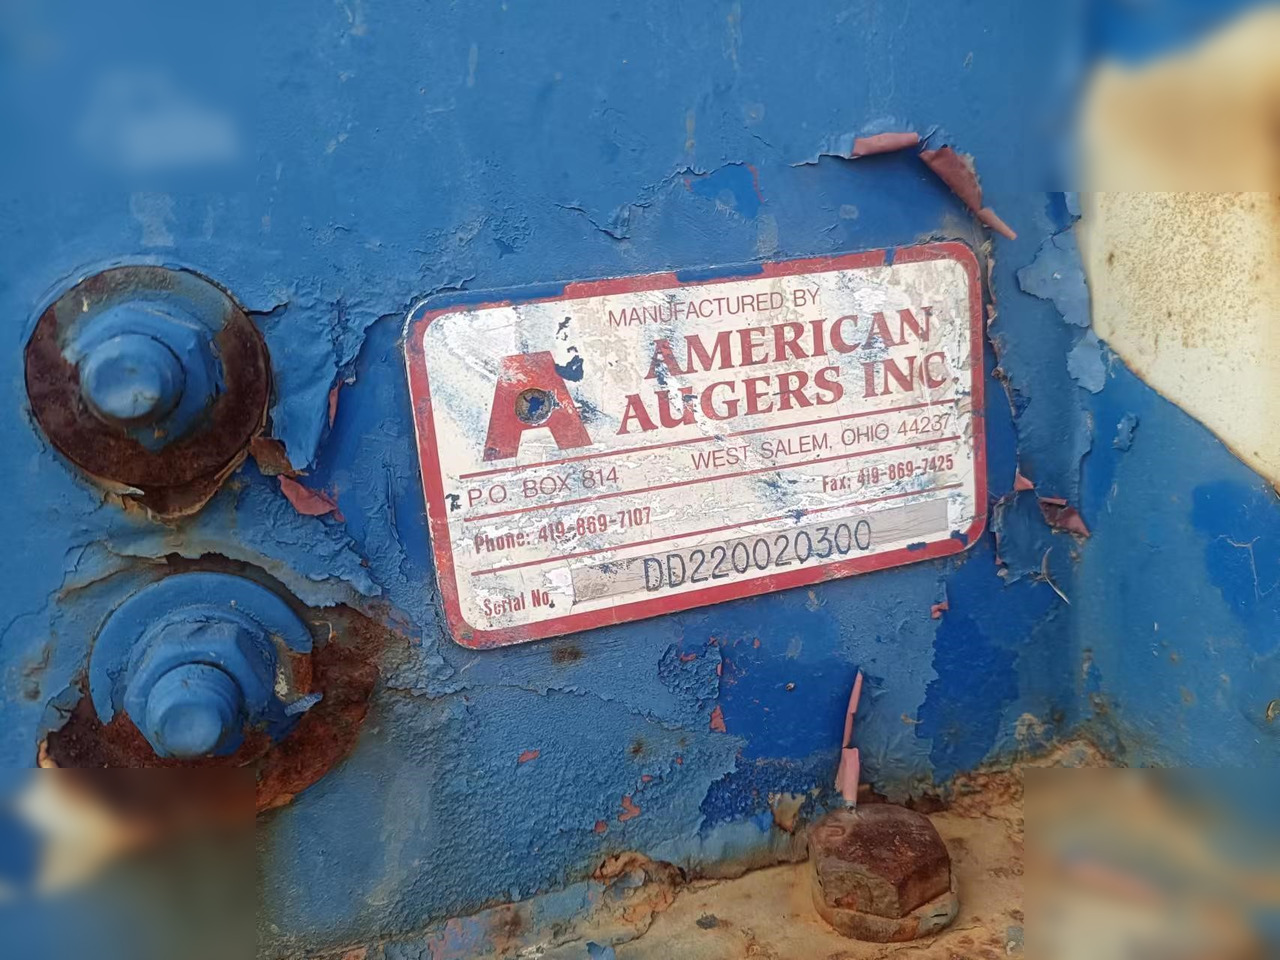 MANUFACTURED BY
A
AMERICAN
AUGERS INC
P.O. BOX 814 WEST SALEM, OHIO 44237
Phone: 419-869-7107 Fax: 419-869-7425
Serial No. DD220020300